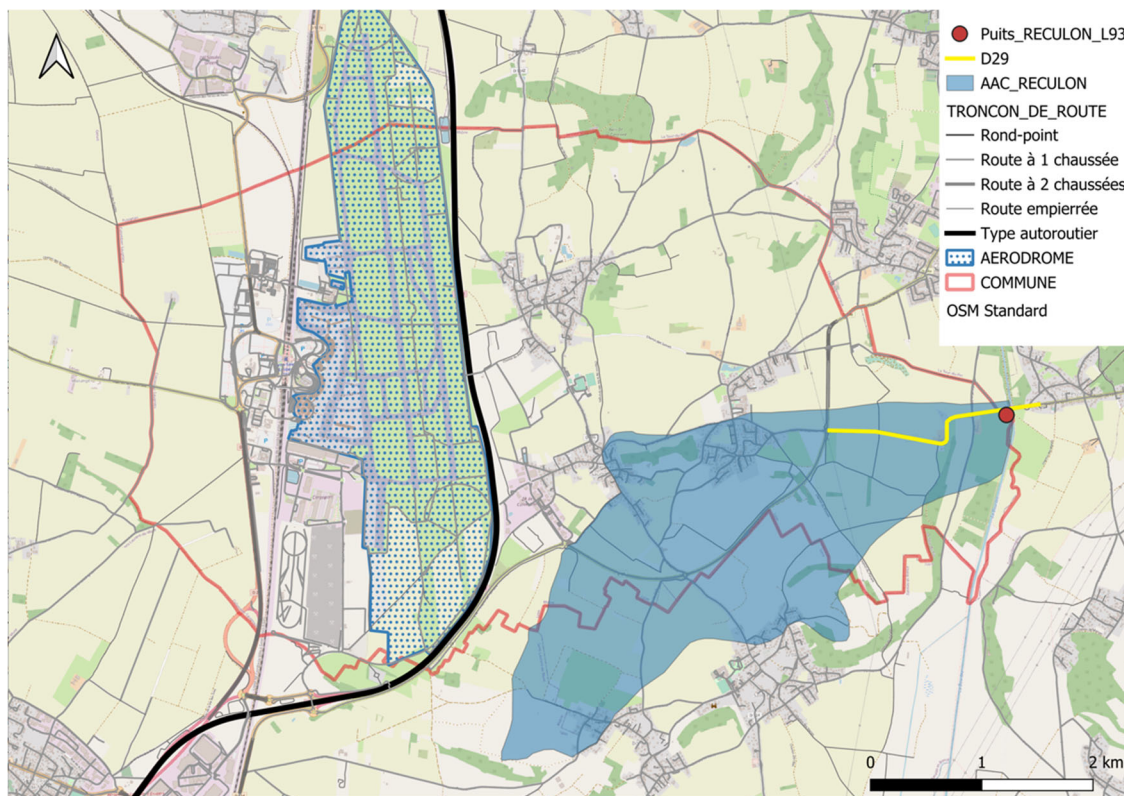 Puits_RECULON_L93
D29
AAC_RECULON
TRONCON_DE_ROUTE
Rond-point
Route à 1 chaussée
Route à 2 chaussées
Route empierrée
Type autoroutier
AERODROME
COMMUNE
OSM Standard
0 1 2 km